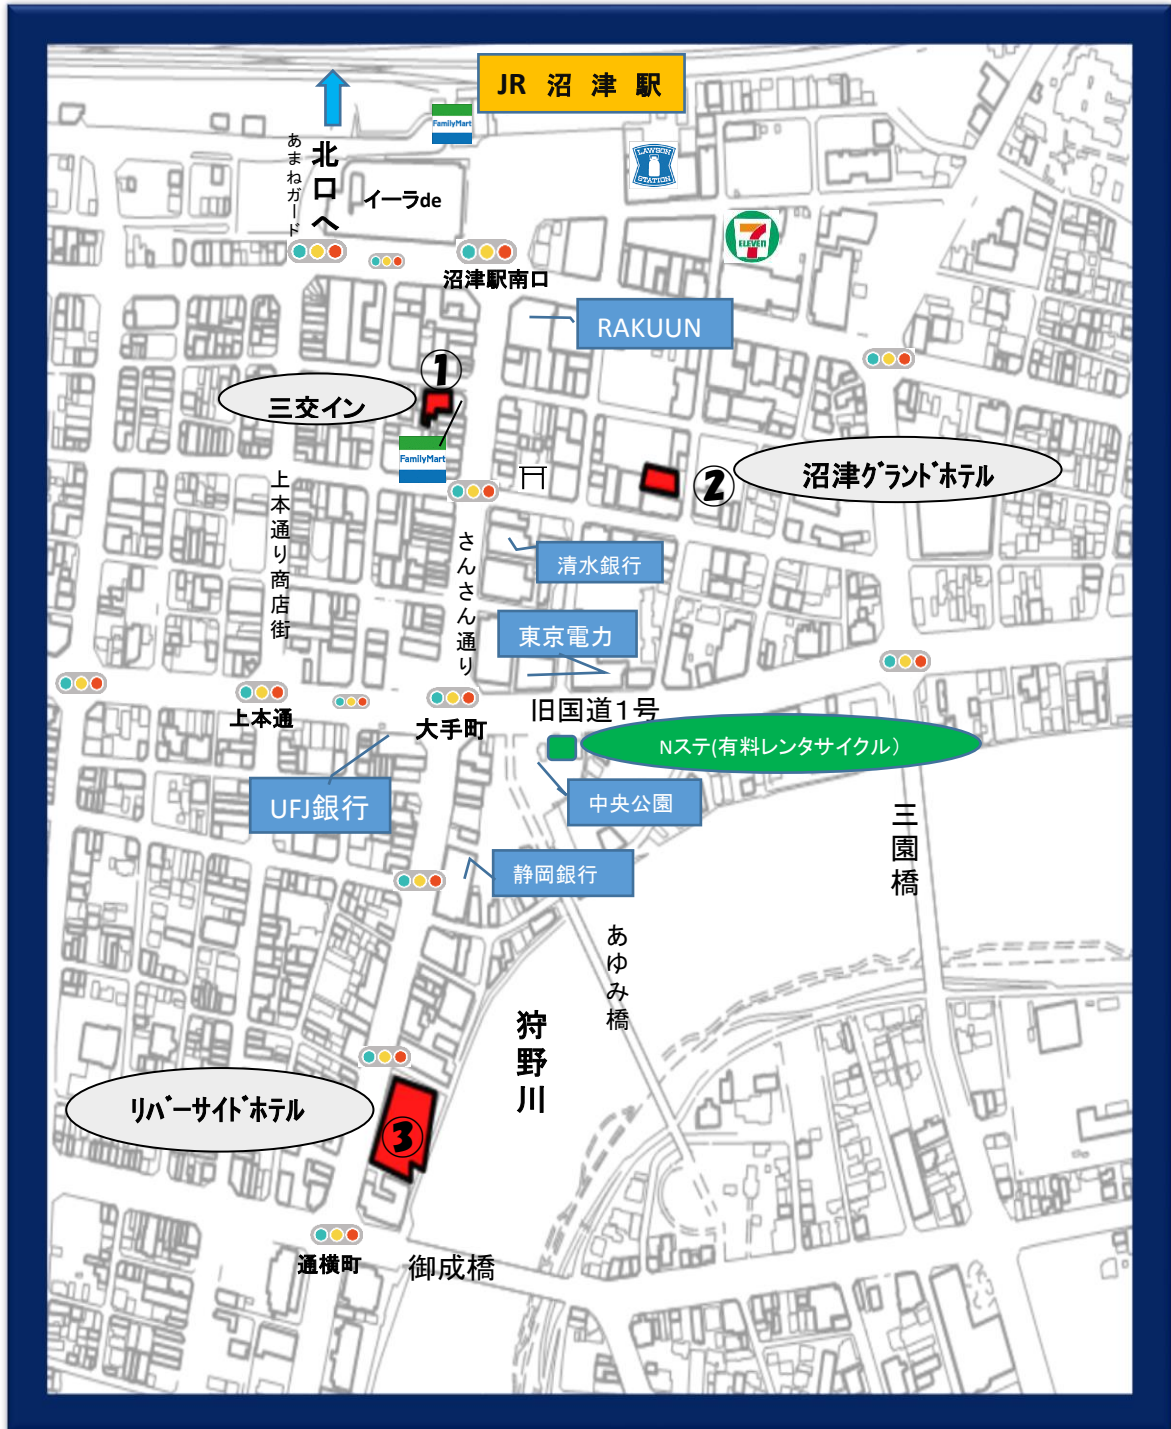 JR 沼 津 駅
FamilyMart
LAWSON
STATION
あまねガード
北口へ
イーラde
7
ELEVEN
沼津駅南口
RAKUUN
1
三交イン
FamilyMart
2
沼津グランドホテル
上本通り商店街
さんさん通り
清水銀行
東京電力
上本通
大手町
旧国道1号
Nステ(有料レンタサイクル）
UFJ銀行
中央公園
三園橋
静岡銀行
あゆみ橋
狩野川
リバーサイドホテル
3
通横町
御成橋